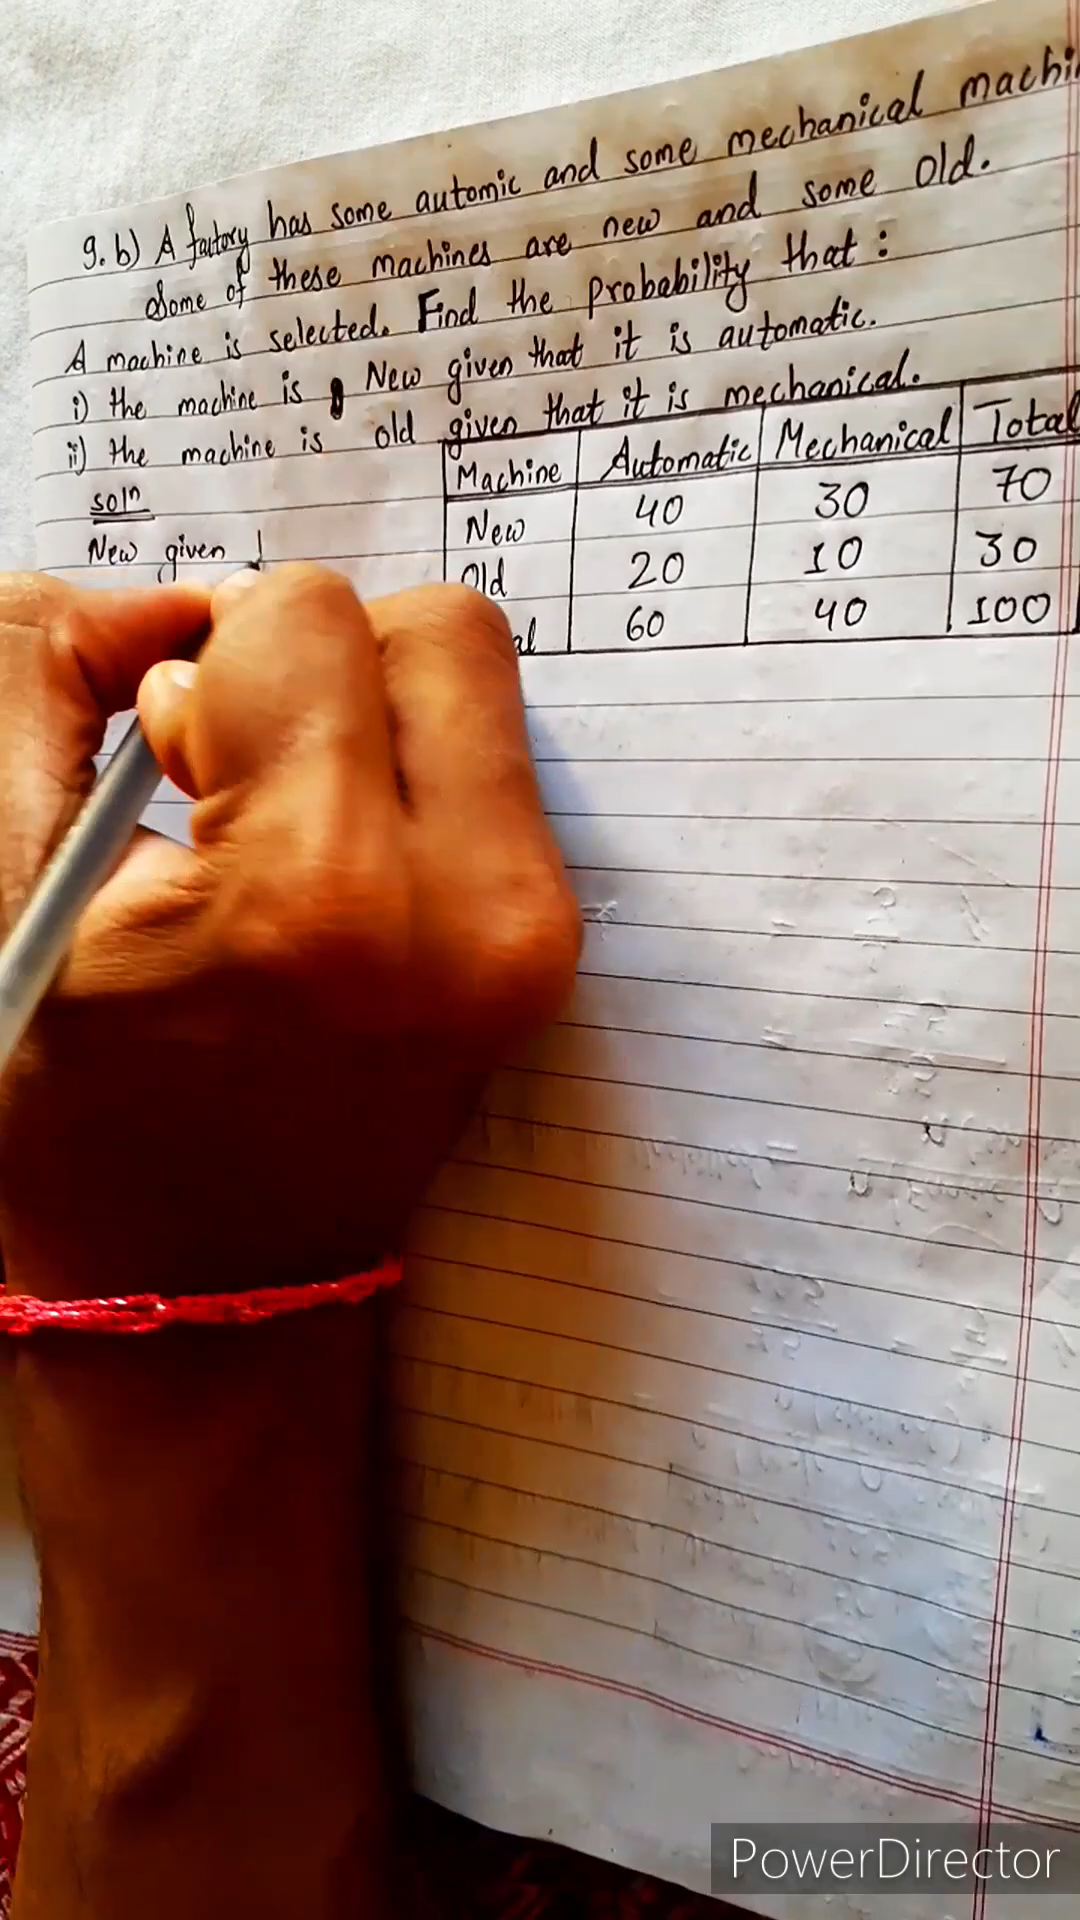 9. b) A factory has some automic and some mechanical machin
Some of these machines are new and some old.
A machine is selected. Find the probability that :
i) the machine is New given that it is automatic.
ii) the machine is old given that it is mechanical.
Machine Automatic Mechanical Total
New 40 30 70
Old 20 10 30
al 60 40 100
soln
New given
PowerDirector